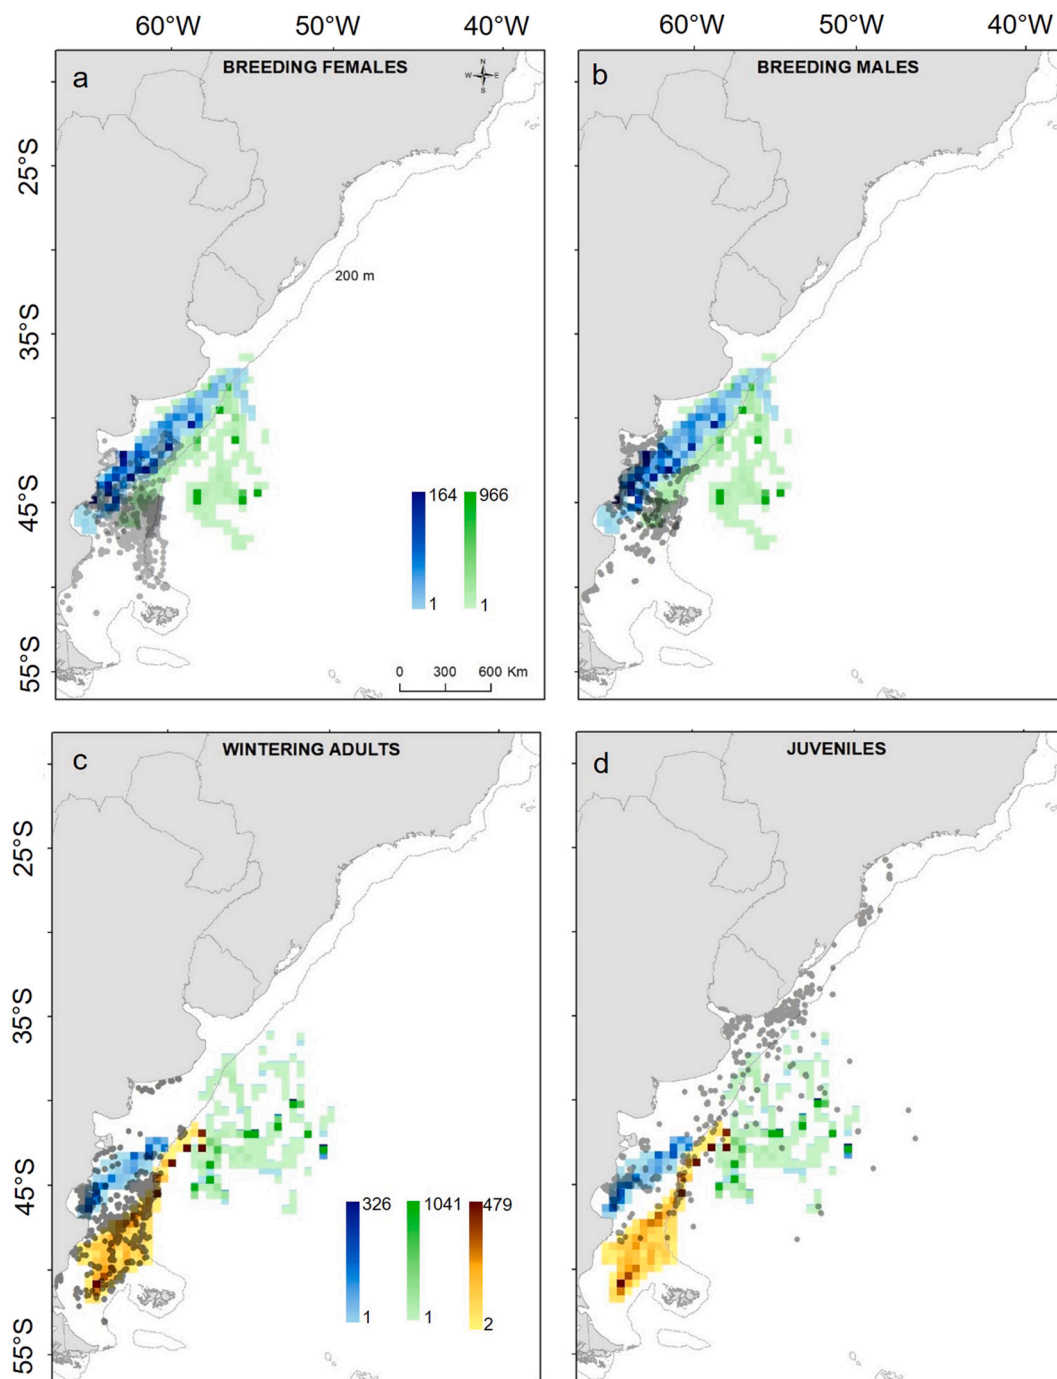 60°W 50°W 40°W 60°W 50°W 40°W
a BREEDING FEMALES N W E S
b BREEDING MALES
25°S
200 m
35°S
45°S
164 966
1 1
55°S
0 300 600 Km
c WINTERING ADULTS
d JUVENILES
25°S
35°S
45°S
326 1041 479
1 1 2
55°S